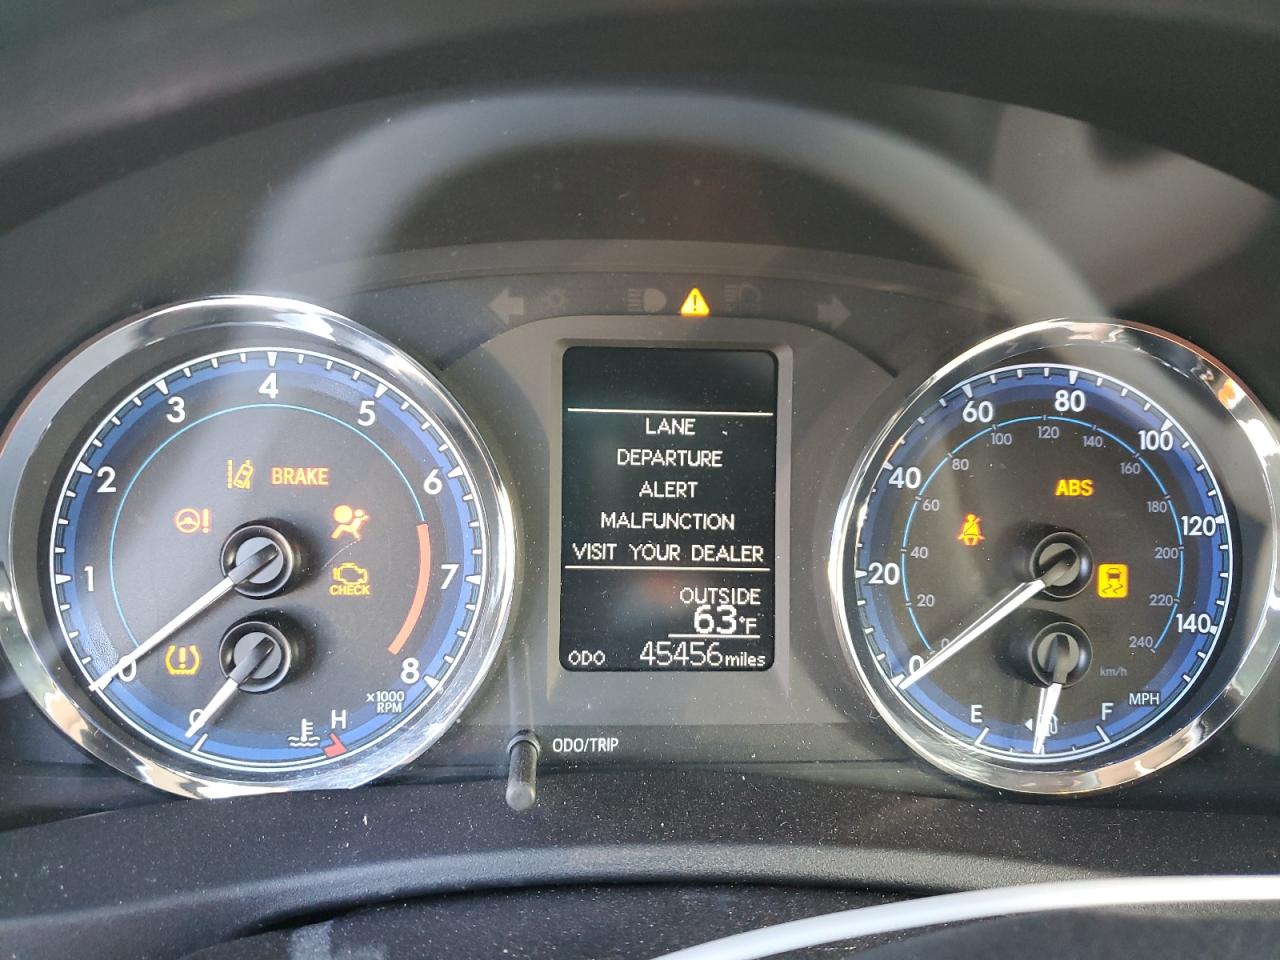 0
1
2
3
4
5
6
7
8
x1000
RPM
BRAKE
CHECK
H
LANE
DEPARTURE
ALERT
MALFUNCTION
VISIT YOUR DEALER
OUTSIDE
63°F
ODO 45456 miles
ODO/TRIP
0
20
40
60
80
100
120
140
MPH
0
20
40
60
80
100
120
140
160
180
200
220
240
km/h
ABS
E
F